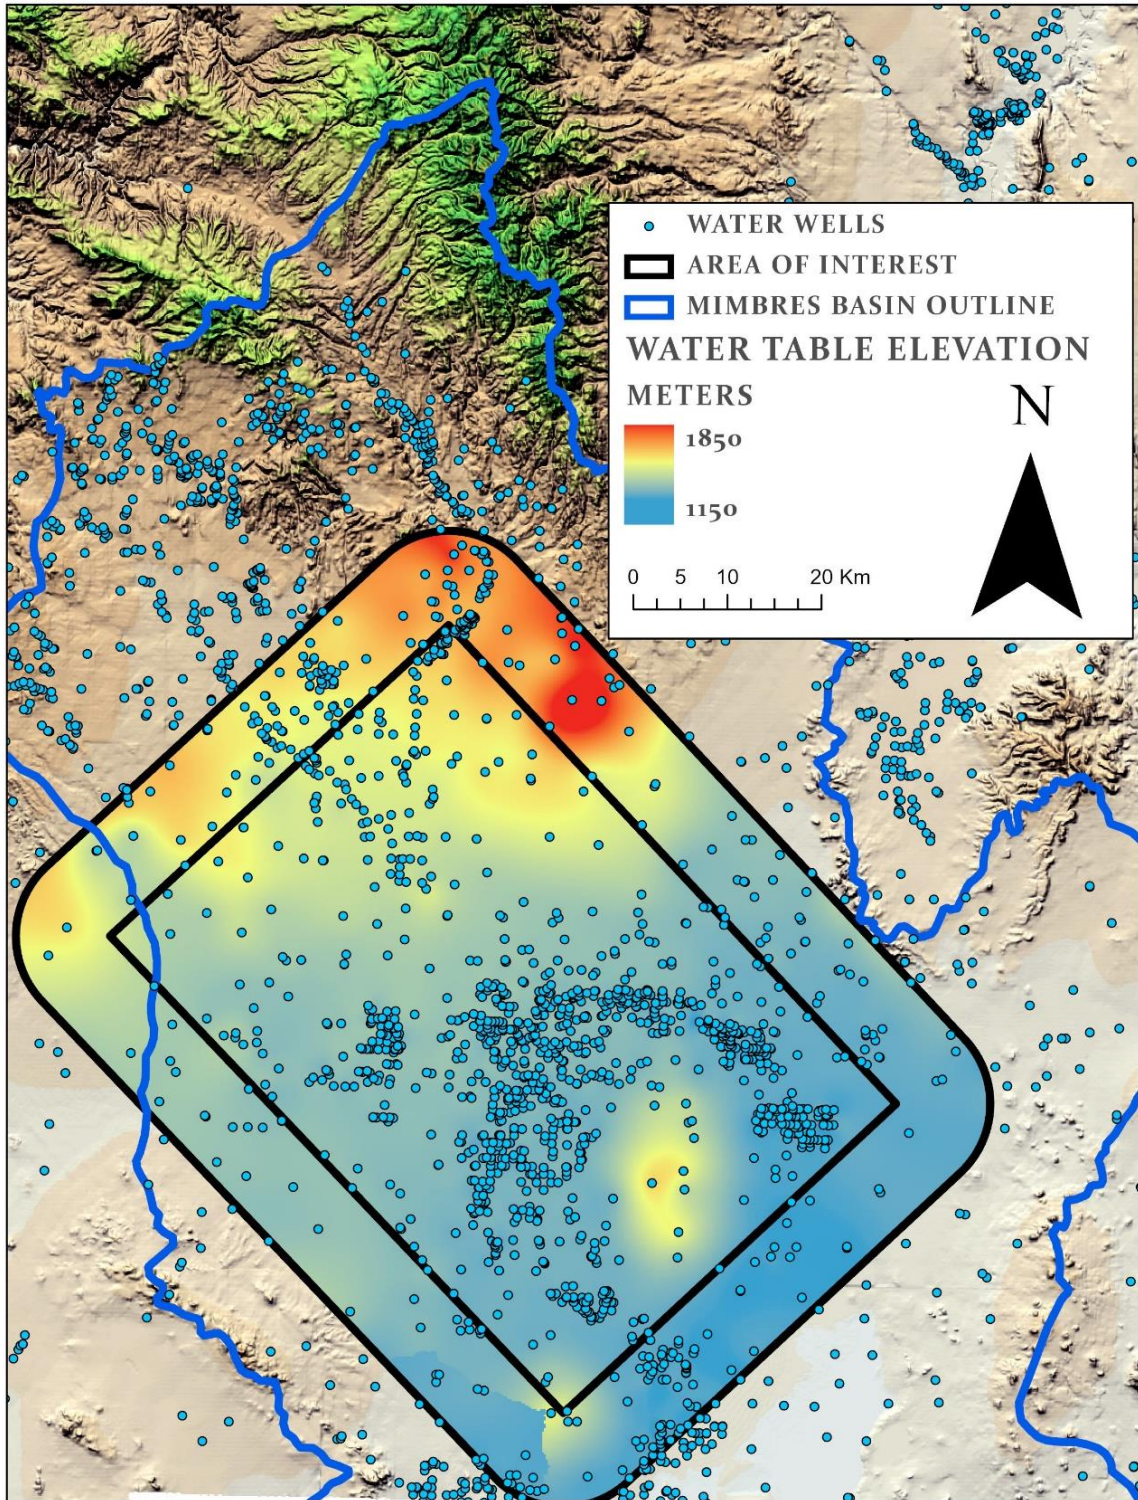 WATER WELLS
AREA OF INTEREST
MIMBRES BASIN OUTLINE
WATER TABLE ELEVATION
METERS
N
1850
1150
0 5 10 20 Km